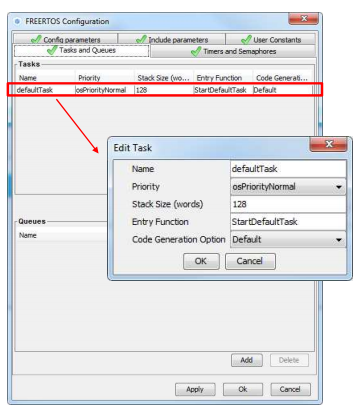 FREERTOS Configuration
Config parameters
Include parameters
User Constants
Tasks and Queues
Timers and Semaphores
Tasks
Name Priority Stack Size (wo... Entry Function Code Generati...
defaultTask osPriorityNormal 128 StartDefaultTask Default
Edit Task
Name defaultTask
Priority osPriorityNormal
Stack Size (words) 128
Entry Function StartDefaultTask
Code Generation Option Default
OK Cancel
Queues
Name
Add Delete
Apply Ok Cancel